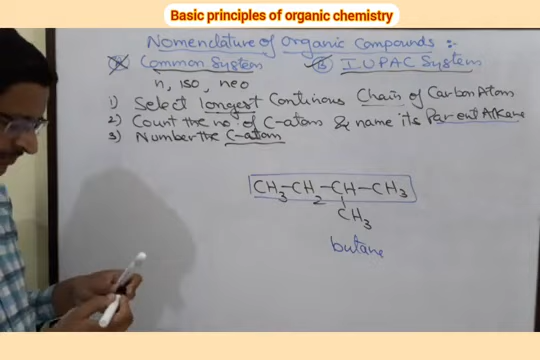 Basic principles of organic chemistry
Nomenclature of Organic Compounds :-
A Common System B IUPAC System
n, iso, neo
1) Select longest Continous Chain of Carbon Atom
2) Count the no. of C-atom & name its Parent Alkane
3) Number the C-atom
CH3-CH2-CH-CH3
CH3
butane